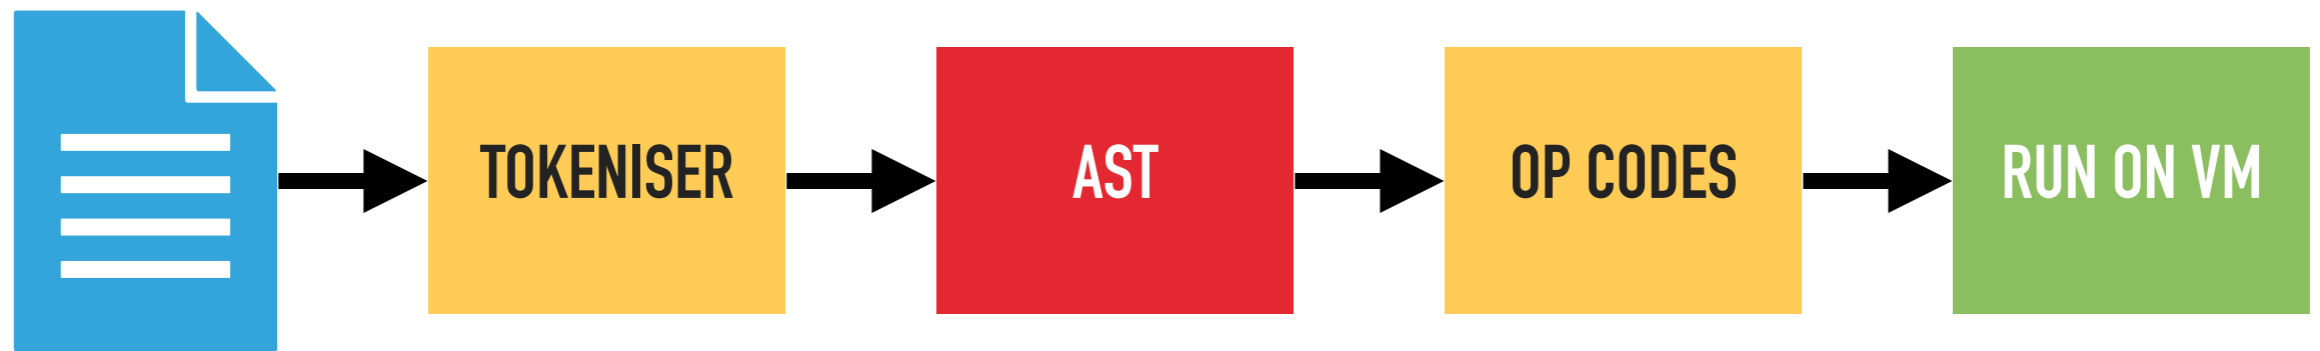 TOKENISER
AST
OP CODES
RUN ON VM